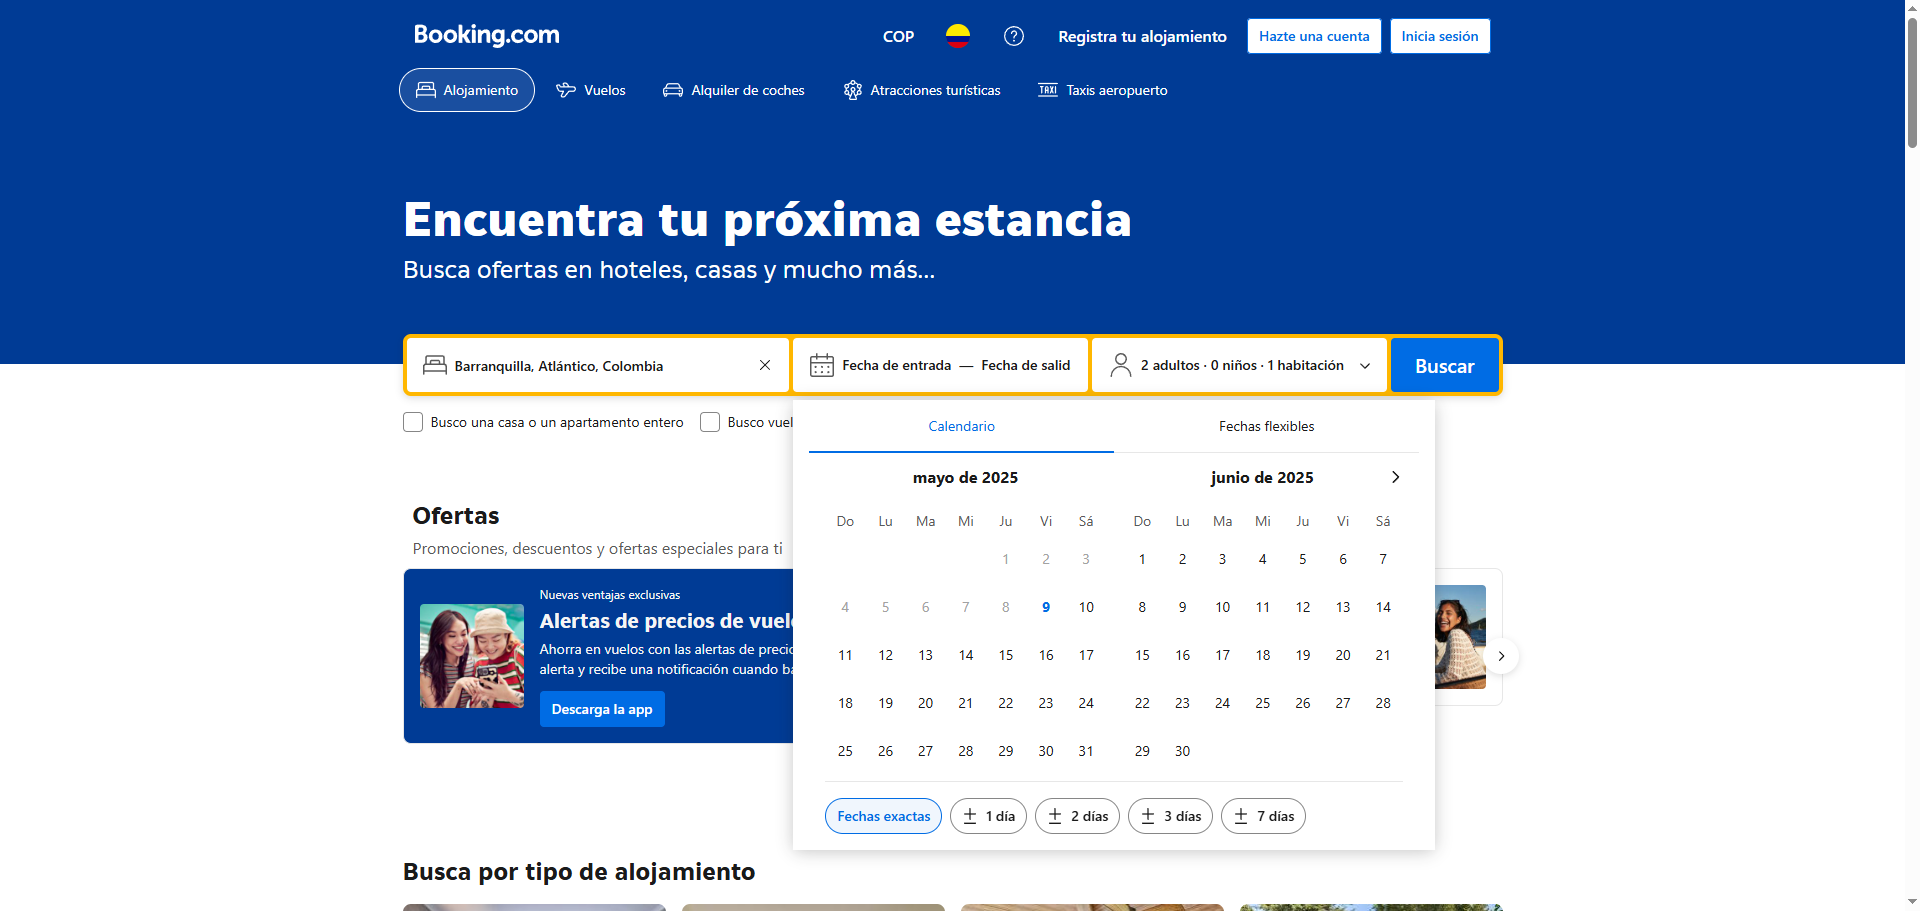 Booking.com
COP
Registra tu alojamiento
Hazte una cuenta
Inicia sesión
Alojamiento
Vuelos
Alquiler de coches
Atracciones turísticas
TAXI Taxis aeropuerto
Encuentra tu próxima estancia
Busca ofertas en hoteles, casas y mucho más...
Barranquilla, Atlántico, Colombia
Fecha de entrada — Fecha de salid
2 adultos · 0 niños · 1 habitación
Buscar
Busco una casa o un apartamento entero
Busco vuel
Calendario
Fechas flexibles
mayo de 2025
Do Lu Ma Mi Ju Vi Sá
1 2 3
4 5 6 7 8 9 10
11 12 13 14 15 16 17
18 19 20 21 22 23 24
25 26 27 28 29 30 31
junio de 2025
Do Lu Ma Mi Ju Vi Sá
1 2 3 4 5 6 7
8 9 10 11 12 13 14
15 16 17 18 19 20 21
22 23 24 25 26 27 28
29 30
Fechas exactas
± 1 día
± 2 días
± 3 días
± 7 días
Ofertas
Promociones, descuentos y ofertas especiales para ti
Nuevas ventajas exclusivas
Alertas de precios de vuel
Ahorra en vuelos con las alertas de preci
alerta y recibe una notificación cuando ba
Descarga la app
Busca por tipo de alojamiento